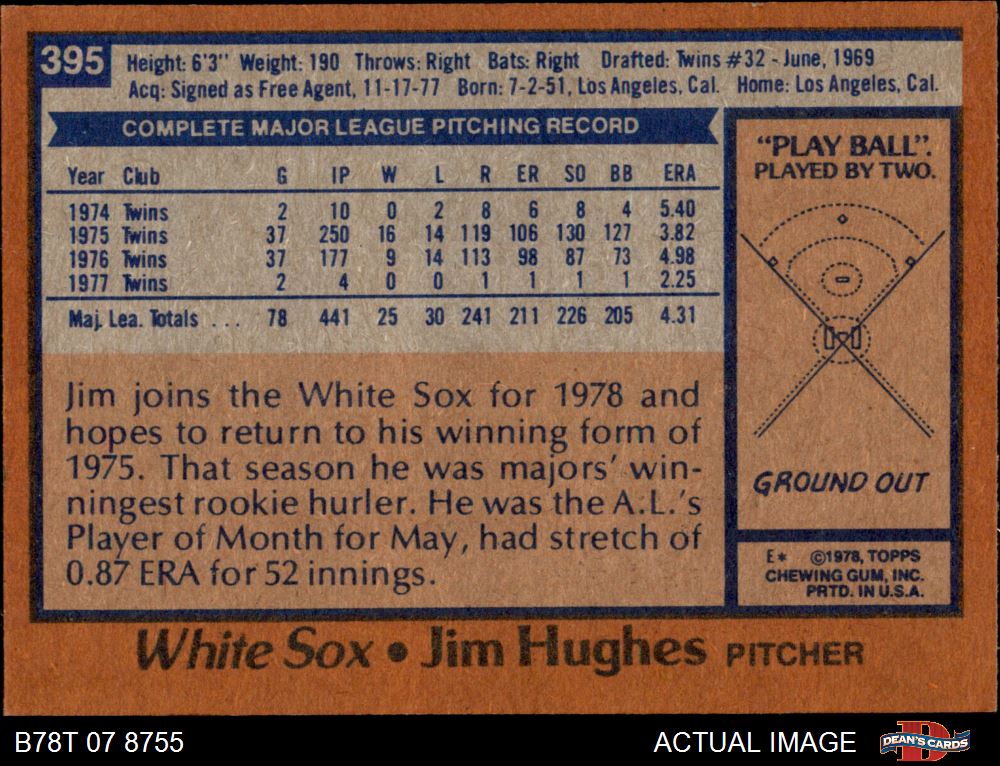 395
Height: 6'3" Weight: 190 Throws: Right Bats: Right Drafted: Twins #32 - June, 1969
Acq: Signed as Free Agent, 11-17-77 Born: 7-2-51, Los Angeles, Cal. Home: Los Angeles, Cal.
COMPLETE MAJOR LEAGUE PITCHING RECORD
Year Club G IP W L R ER SO BB ERA
1974 Twins 2 10 0 2 8 6 8 4 5.40
1975 Twins 37 250 16 14 119 106 130 127 3.82
1976 Twins 37 177 9 14 113 98 87 73 4.98
1977 Twins 2 4 0 0 1 1 1 1 2.25
Maj. Lea. Totals ... 78 441 25 30 241 211 226 205 4.31
Jim joins the White Sox for 1978 and
hopes to return to his winning form of
1975. That season he was majors' win-
ningest rookie hurler. He was the A.L.'s
Player of Month for May, had stretch of
0.87 ERA for 52 innings.
"PLAY BALL".
PLAYED BY TWO.
GROUND OUT
E* ©1978, TOPPS
CHEWING GUM, INC.
PRTD. IN U.S.A.
White Sox • Jim Hughes PITCHER
B78T 07 8755
ACTUAL IMAGE
D
DEAN'S CARDS